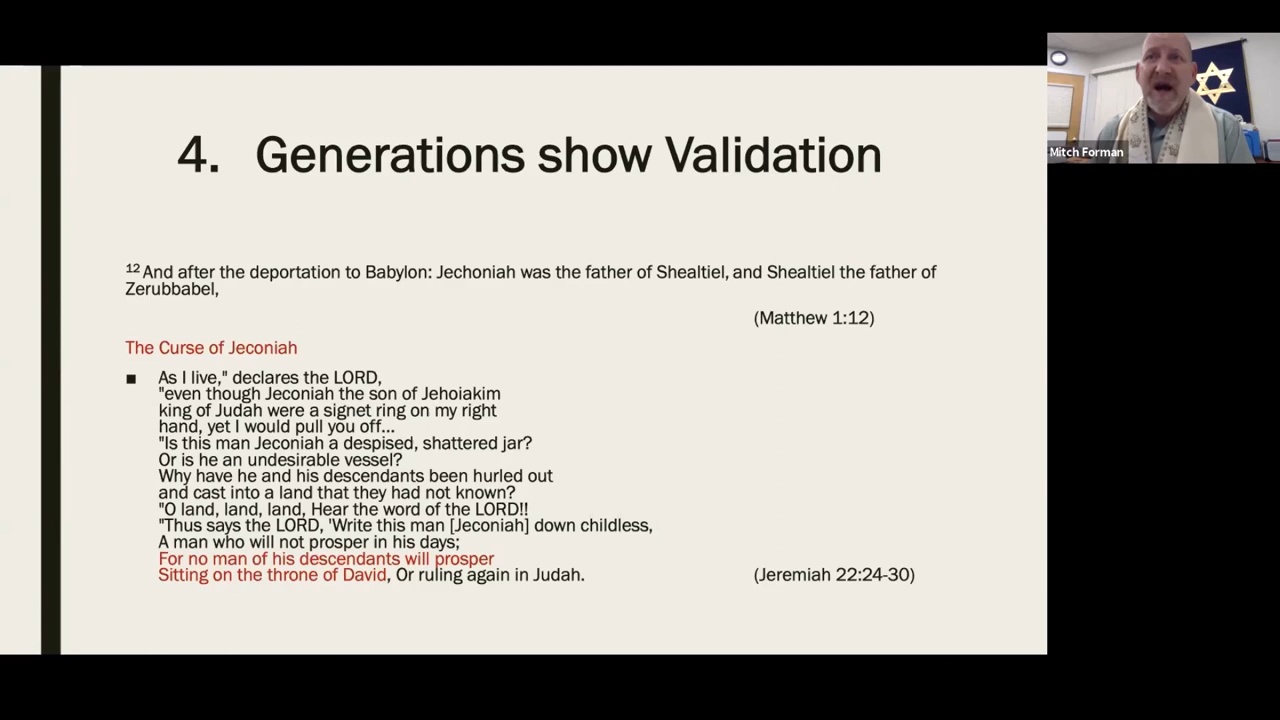 4. Generations show Validation
12 And after the deportation to Babylon: Jechoniah was the father of Shealtiel, and Shealtiel the father of
Zerubbabel,
(Matthew 1:12)
The Curse of Jeconiah
■ As I live," declares the LORD,
"even though Jeconiah the son of Jehoiakim
king of Judah were a signet ring on my right
hand, yet I would pull you off...
"Is this man Jeconiah a despised, shattered jar?
Or is he an undesirable vessel?
Why have he and his descendants been hurled out
and cast into a land that they had not known?
"O land, land, land, Hear the word of the LORD!!
"Thus says the LORD, 'Write this man [Jeconiah] down childless,
A man who will not prosper in his days;
For no man of his descendants will prosper
Sitting on the throne of David, Or ruling again in Judah. (Jeremiah 22:24-30)
Mitch Forman